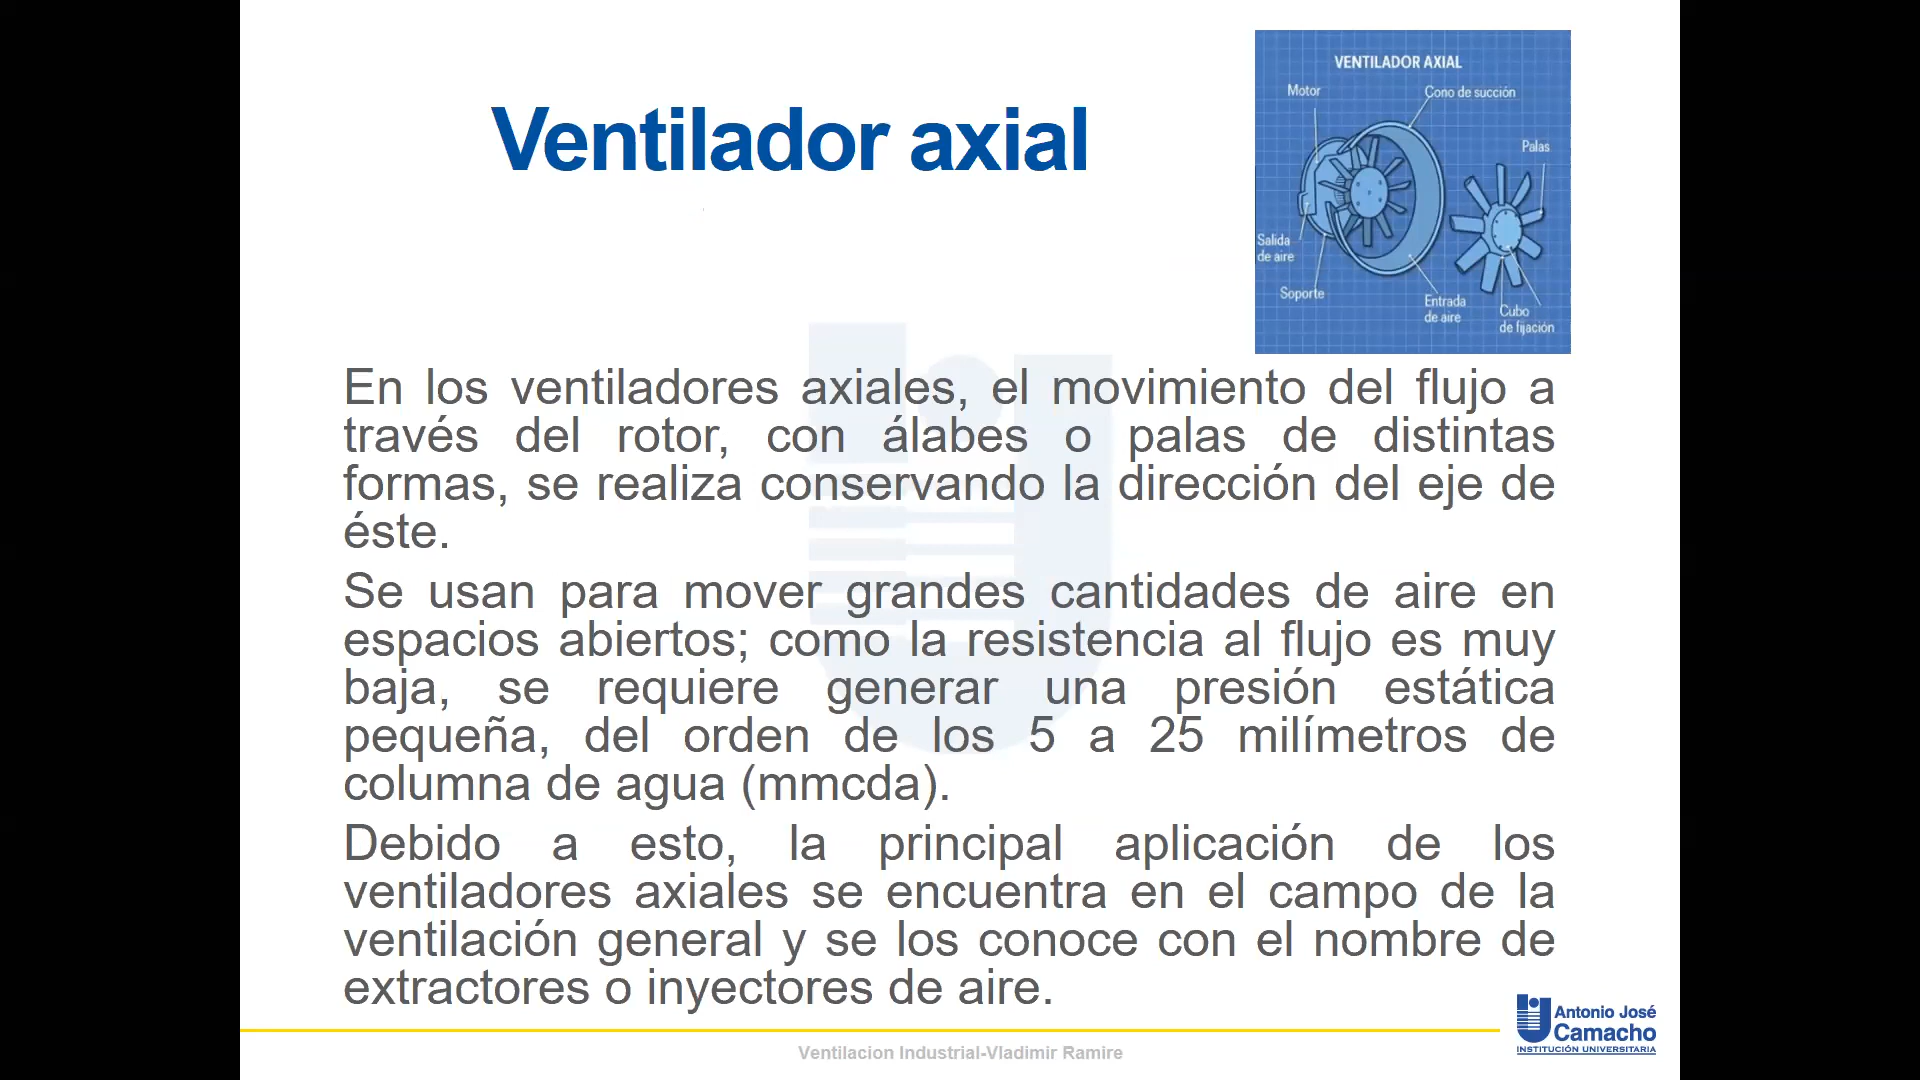 Ventilador axial
VENTILADOR AXIAL
Motor
Cono de succión
Palas
Salida
de aire
Soporte
Entrada
de aire
Cubo
de fijación
En los ventiladores axiales, el movimiento del flujo a
través del rotor, con álabes o palas de distintas
formas, se realiza conservando la dirección del eje de
éste.
Se usan para mover grandes cantidades de aire en
espacios abiertos; como la resistencia al flujo es muy
baja, se requiere generar una presión estática
pequeña, del orden de los 5 a 25 milímetros de
columna de agua (mmcda).
Debido a esto, la principal aplicación de los
ventiladores axiales se encuentra en el campo de la
ventilación general y se los conoce con el nombre de
extractores o inyectores de aire.
Antonio José
Camacho
INSTITUCIÓN UNIVERSITARIA
Ventilacion Industrial-Vladimir Ramire